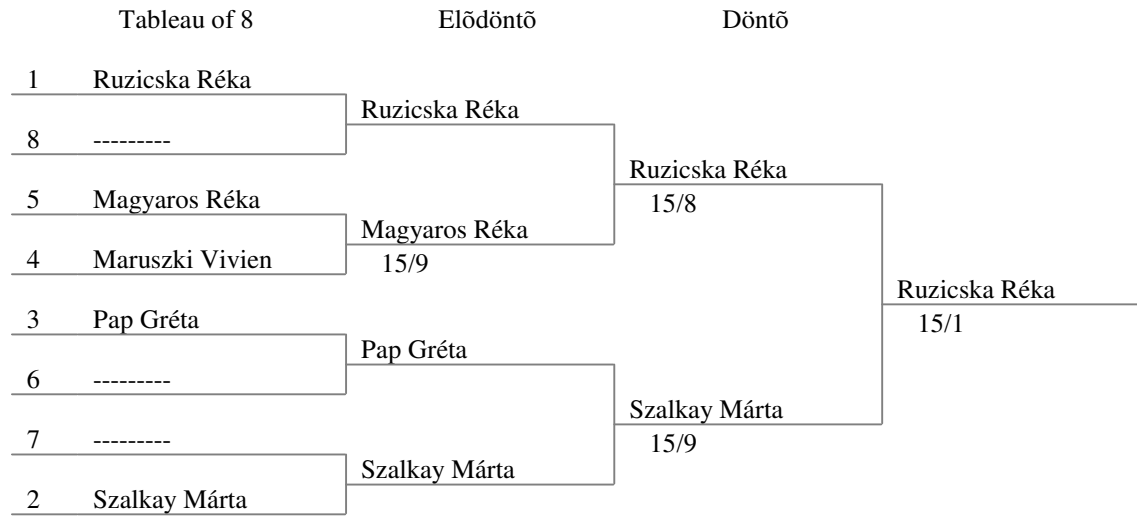 Tableau of 8 Elõdöntõ Döntõ
1 Ruzicska Réka
Ruzicska Réka
8 ---------
Ruzicska Réka
15/8
5 Magyaros Réka
Magyaros Réka
15/9
4 Maruszki Vivien
Ruzicska Réka
15/1
3 Pap Gréta
Pap Gréta
6 ---------
Szalkay Márta
15/9
7 ---------
Szalkay Márta
2 Szalkay Márta